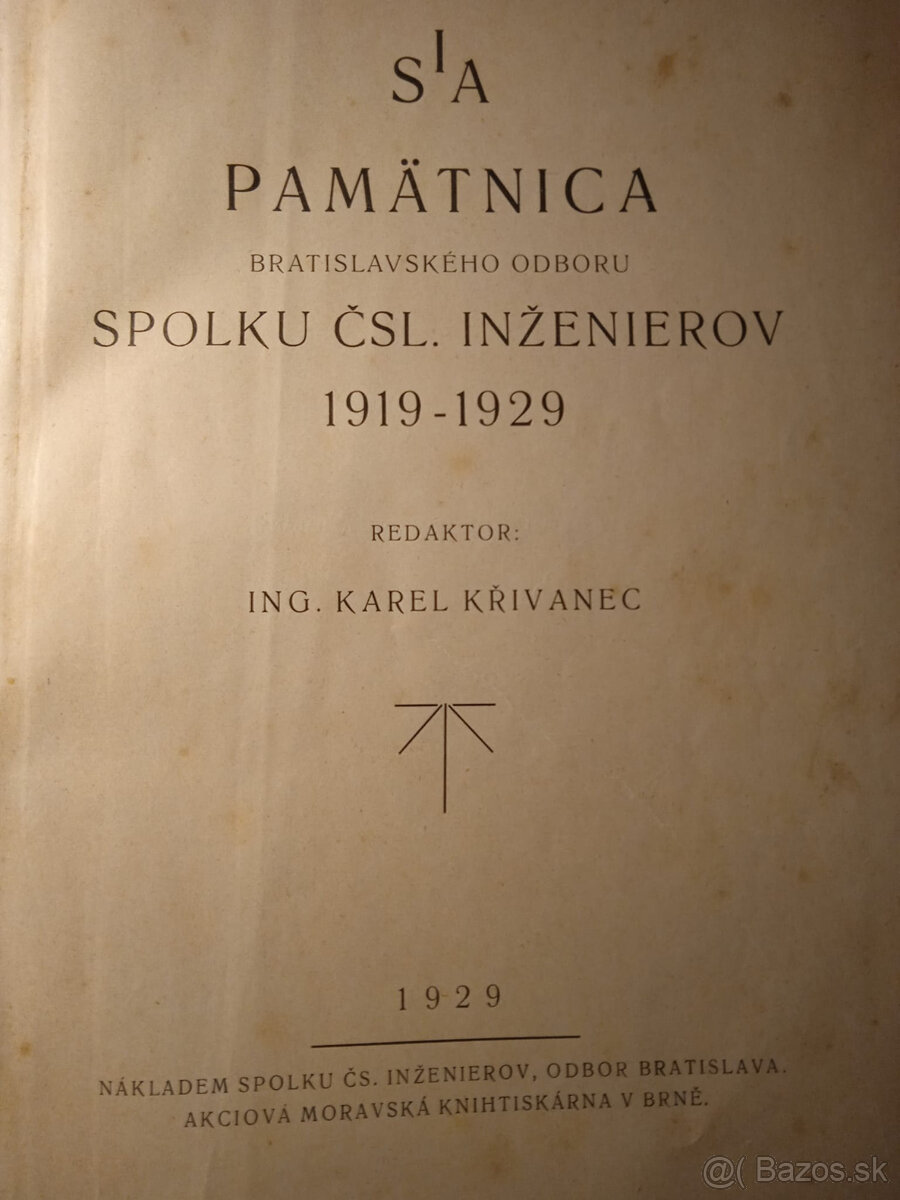 SIA
PAMÄTNICA
BRATISLAVSKÉHO ODBORU
SPOLKU ČSL. INŽENIEROV
1919-1929
REDAKTOR:
ING. KAREL KŘIVANEC
1929
NÁKLADEM SPOLKU ČS. INŽENIEROV, ODBOR BRATISLAVA.
AKCIOVÁ MORAVSKÁ KNIHTISKÁRNA V BRNĚ.
@( Bazos.sk